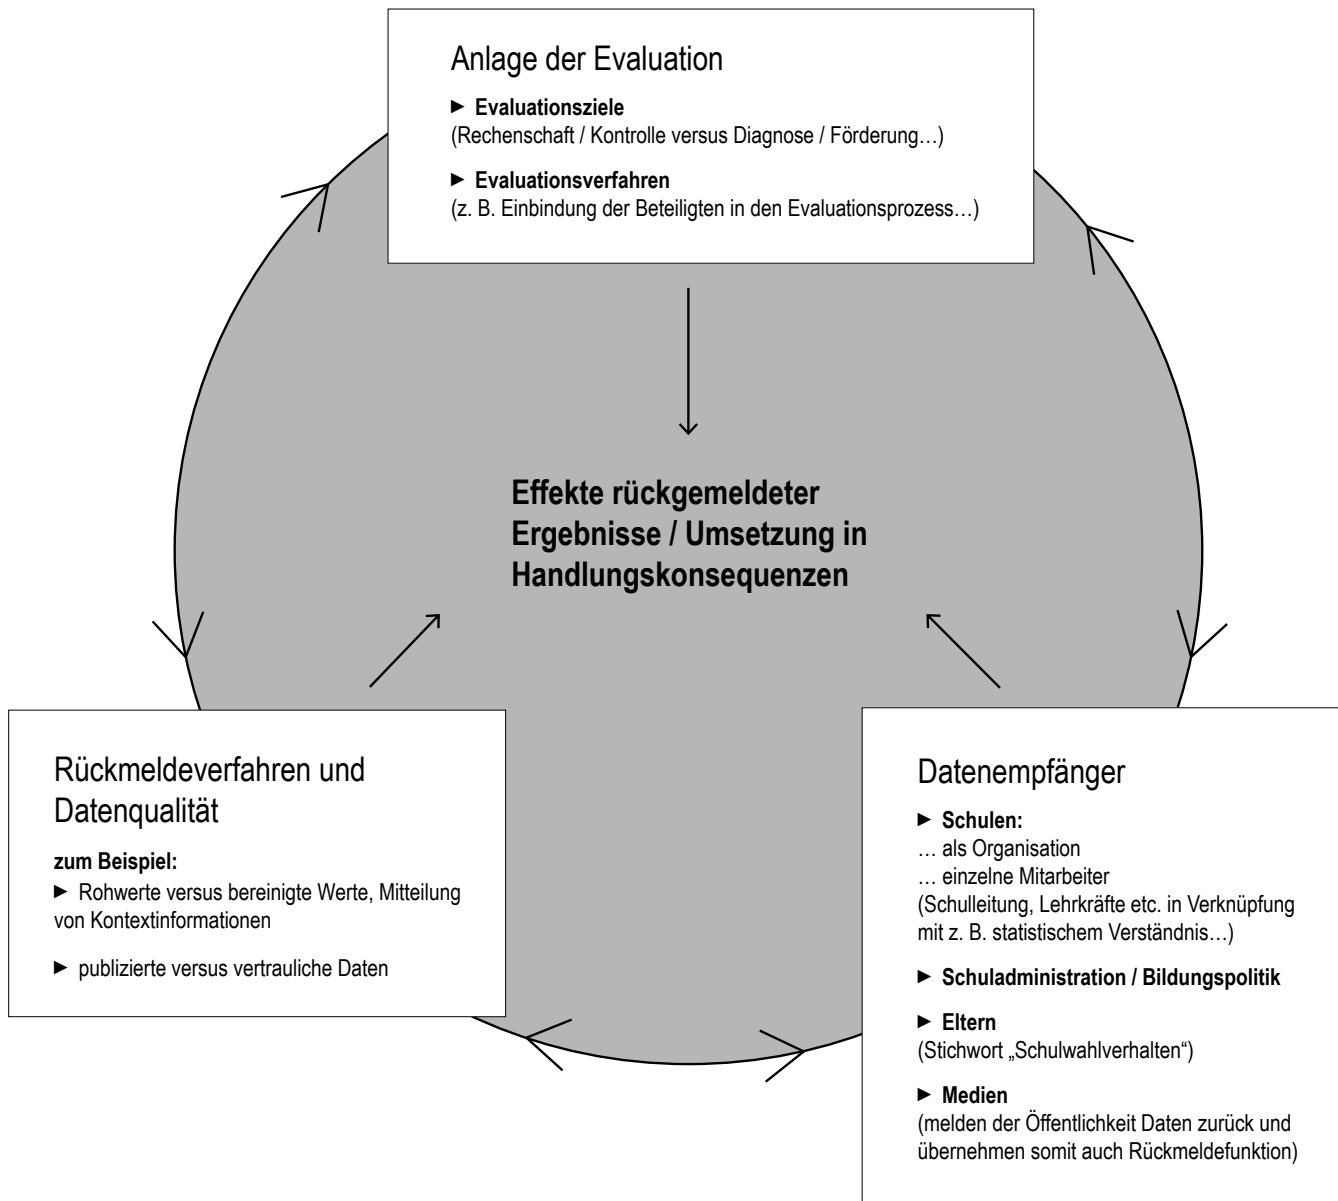 Anlage der Evaluation
► Evaluationsziele
(Rechenschaft / Kontrolle versus Diagnose / Förderung…)
► Evaluationsverfahren
(z. B. Einbindung der Beteiligten in den Evaluationsprozess…)
Effekte rückgemeldeter
Ergebnisse / Umsetzung in
Handlungskonsequenzen
Rückmeldeverfahren und
Datenqualität
zum Beispiel:
► Rohwerte versus bereinigte Werte, Mitteilung
von Kontextinformationen
► publizierte versus vertrauliche Daten
Datenempfänger
► Schulen:
… als Organisation
… einzelne Mitarbeiter
(Schulleitung, Lehrkräfte etc. in Verknüpfung
mit z. B. statistischem Verständnis…)
► Schuladministration / Bildungspolitik
► Eltern
(Stichwort „Schulwahlverhalten“)
► Medien
(melden der Öffentlichkeit Daten zurück und
übernehmen somit auch Rückmeldefunktion)